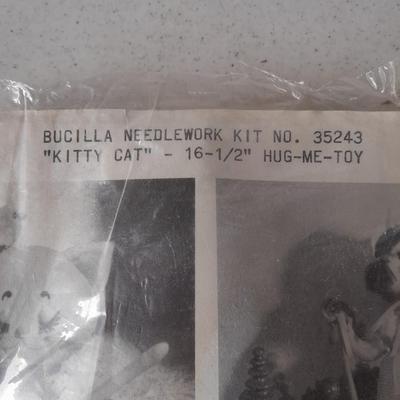 BUCILLA NEEDLEWORK KIT NO. 35243
"KITTY CAT" - 16-1/2" HUG-ME-TOY